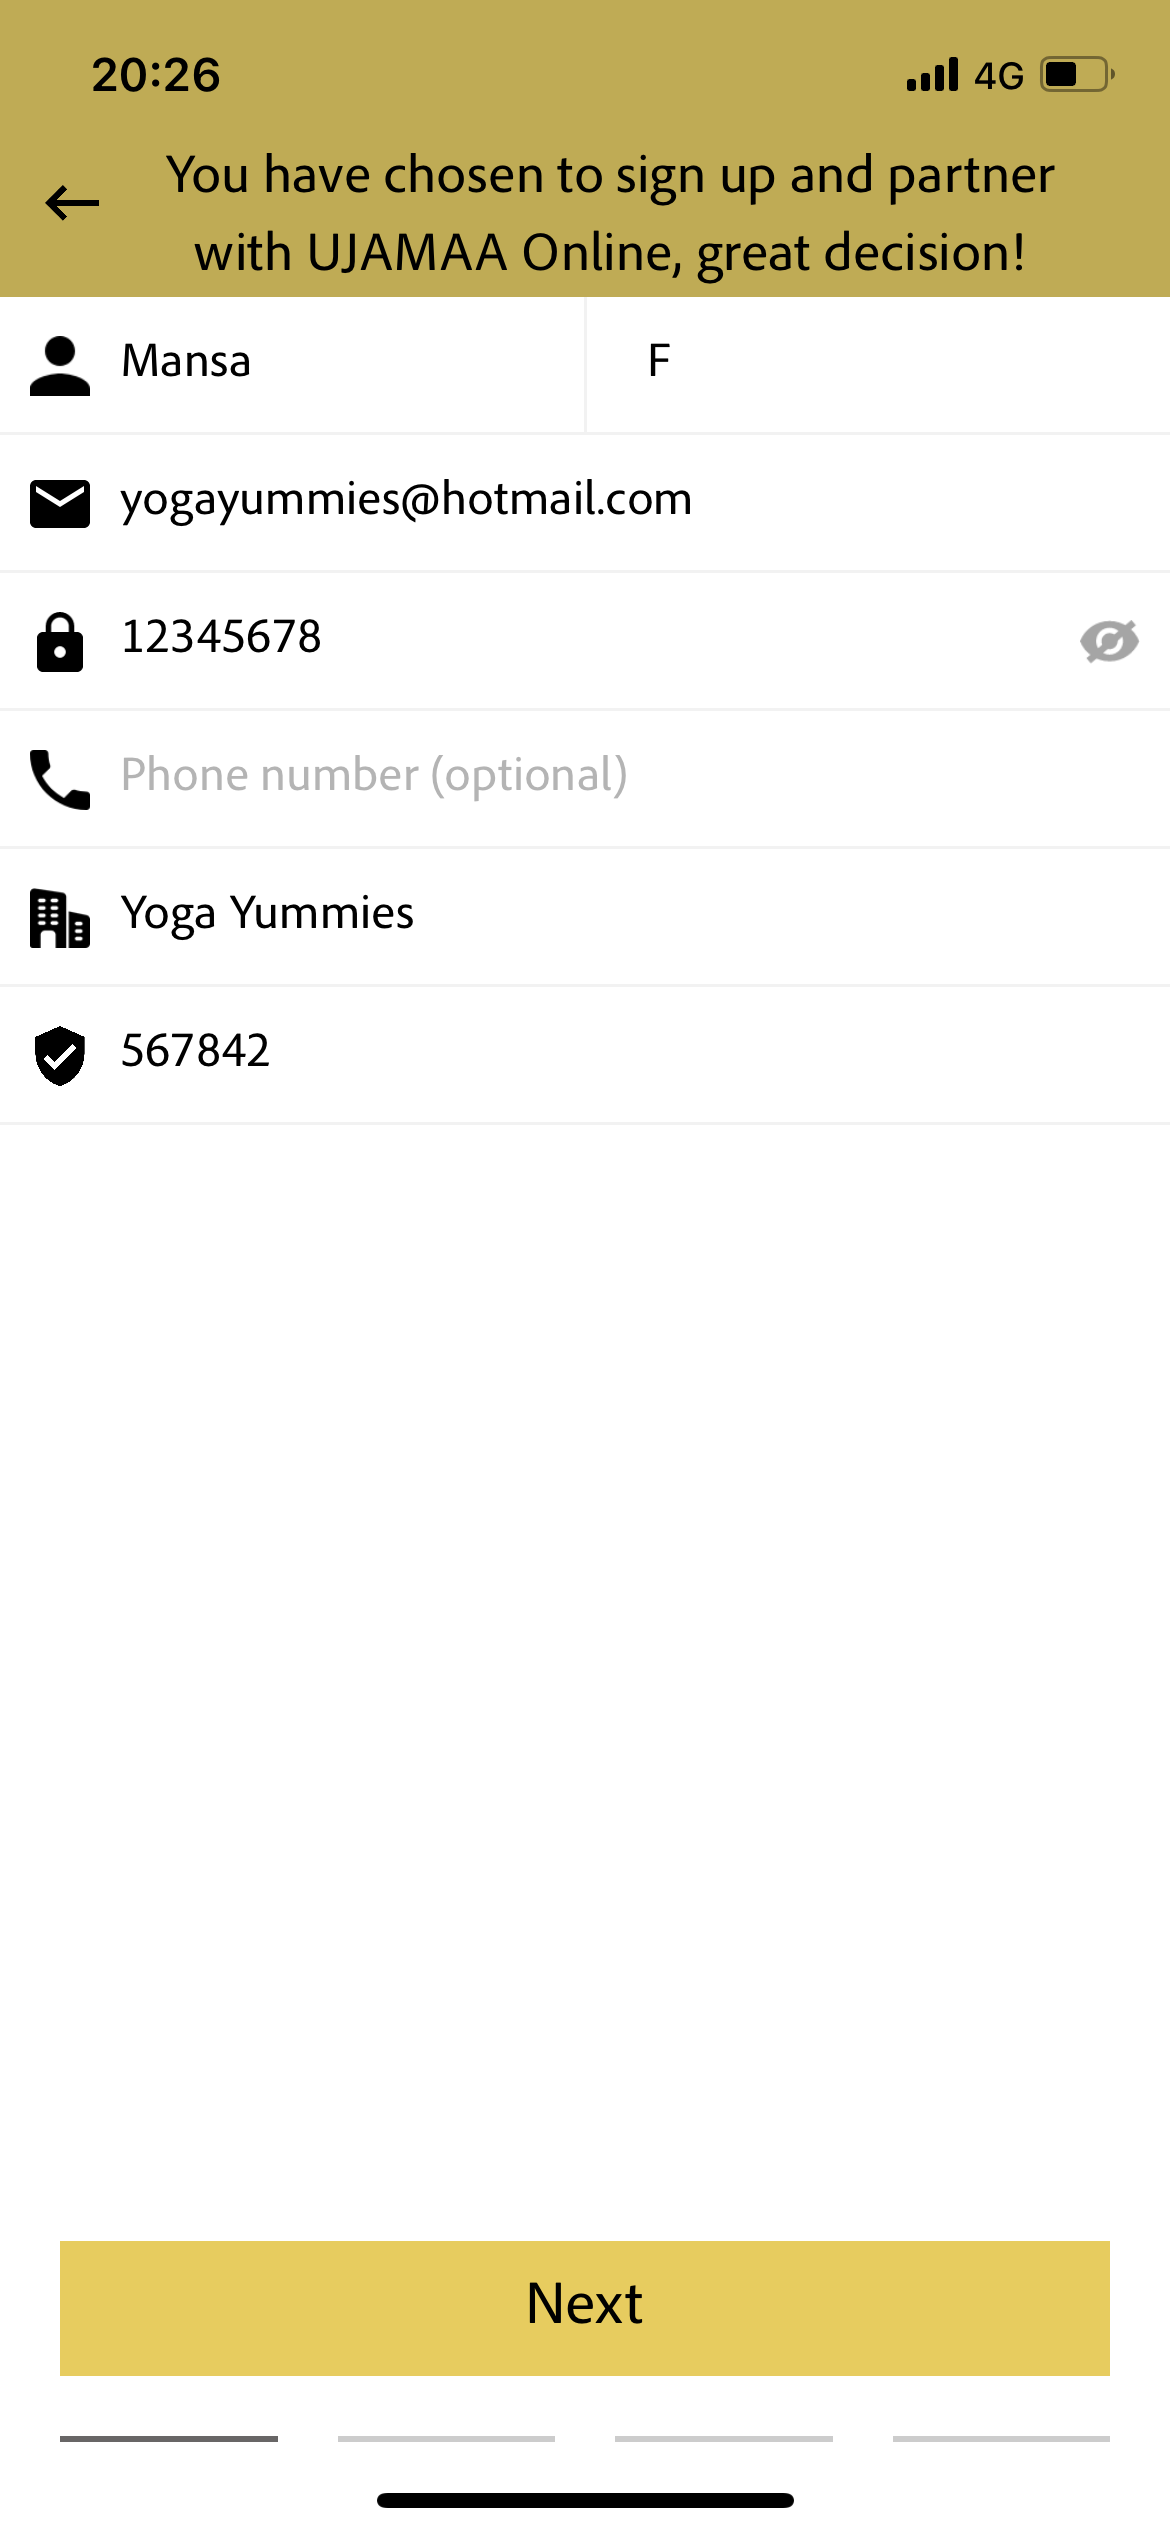 20:26
4G
You have chosen to sign up and partner
with UJAMAA Online, great decision!
Mansa
F
yogayummies@hotmail.com
12345678
Phone number (optional)
Yoga Yummies
567842
Next